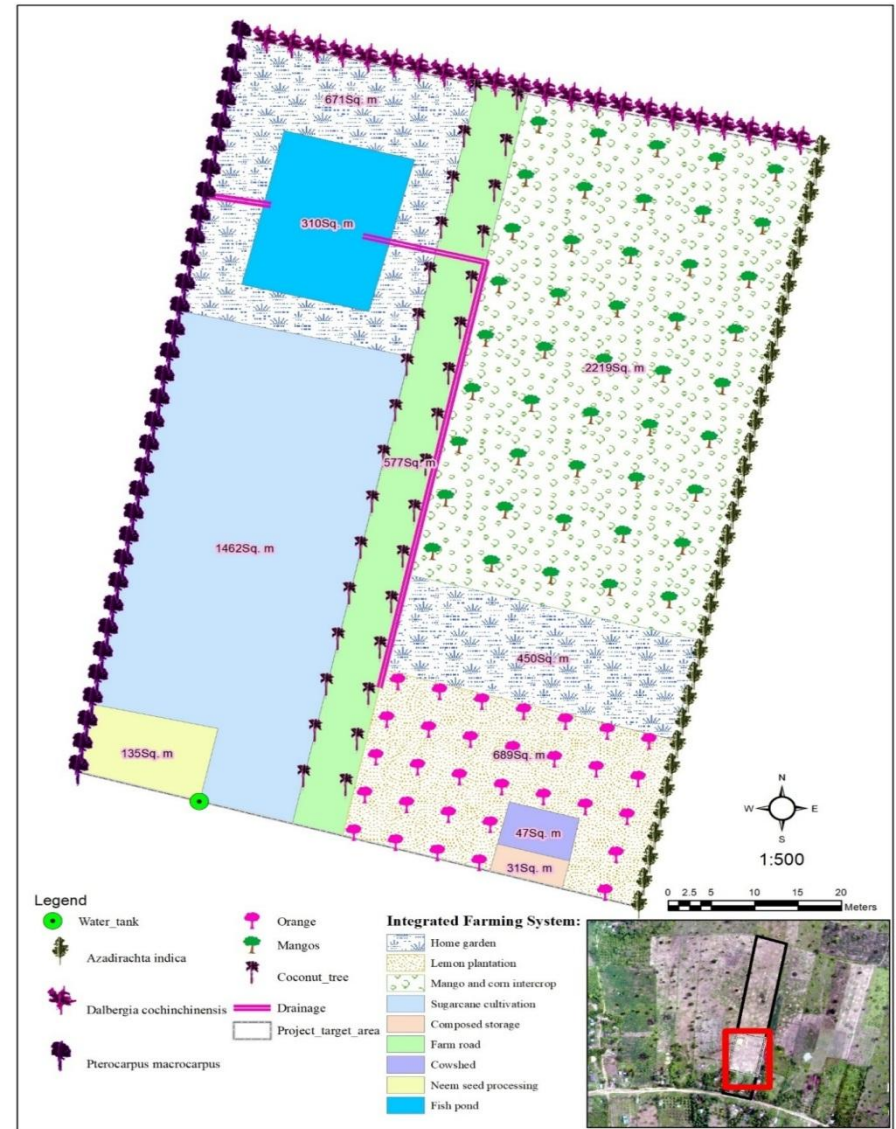 671Sq. m
310Sq. m
2219Sq. m
577Sq. m
1462Sq. m
450Sq. m
689Sq. m
135Sq. m
47Sq. m
31Sq. m
N
W E
S
1:500
0 2.5 5 10 15 20
Meters
Legend
Water_tank
Azadirachta indica
Dalbergia cochinchinensis
Pterocarpus macrocarpus
Orange
Mangos
Coconut_tree
Drainage
Project_target_area
Integrated Farming System:
Home garden
Lemon plantation
Mango and corn intercrop
Sugarcane cultivation
Composed storage
Farm road
Cowshed
Neem seed processing
Fish pond